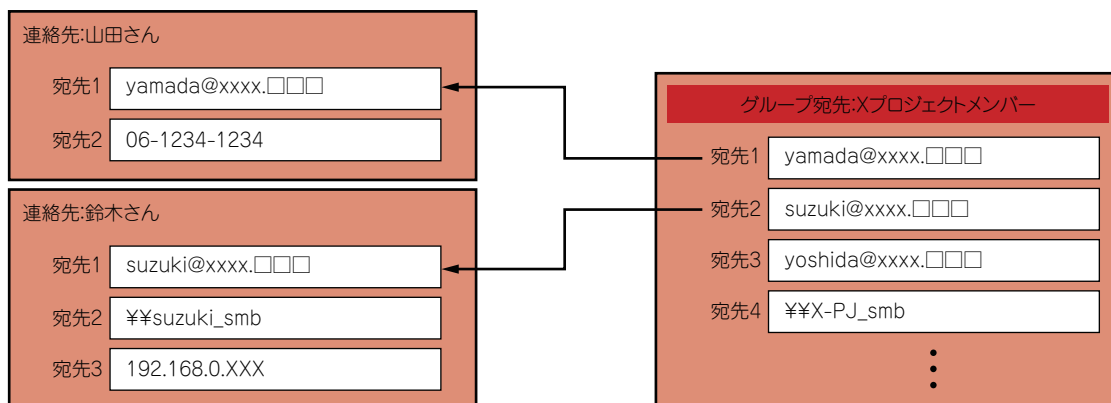 連絡先:山田さん
宛先1 yamada@xxxx.□□□
宛先2 06-1234-1234
連絡先:鈴木さん
宛先1 suzuki@xxxx.□□□
宛先2 ¥¥suzuki_smb
宛先3 192.168.0.XXX
グループ宛先:Xプロジェクトメンバー
宛先1 yamada@xxxx.□□□
宛先2 suzuki@xxxx.□□□
宛先3 yoshida@xxxx.□□□
宛先4 ¥¥X-PJ_smb